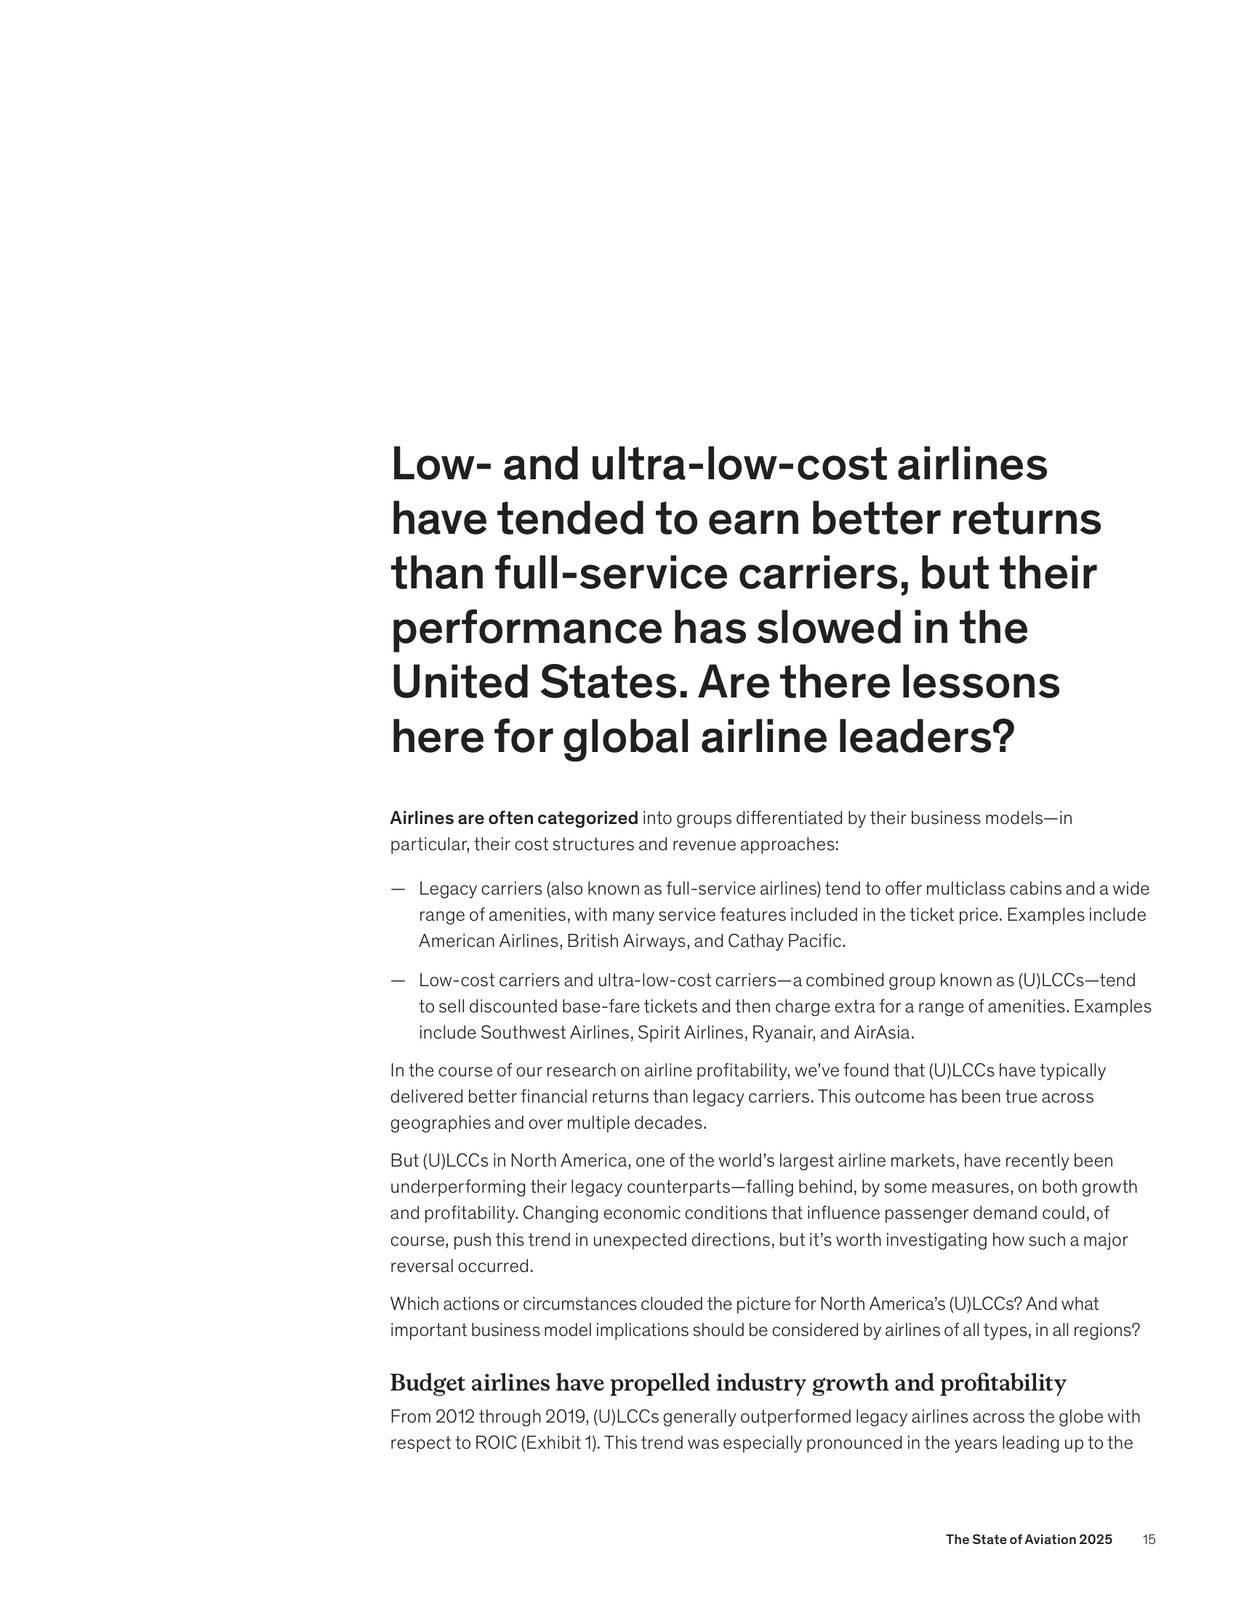 Low- and ultra-low-cost airlines
have tended to earn better returns
than full-service carriers, but their
performance has slowed in the
United States. Are there lessons
here for global airline leaders?
Airlines are often categorized into groups differentiated by their business models—in
particular, their cost structures and revenue approaches:
— Legacy carriers (also known as full-service airlines) tend to offer multiclass cabins and a wide
range of amenities, with many service features included in the ticket price. Examples include
American Airlines, British Airways, and Cathay Pacific.
— Low-cost carriers and ultra-low-cost carriers—a combined group known as (U)LCCs—tend
to sell discounted base-fare tickets and then charge extra for a range of amenities. Examples
include Southwest Airlines, Spirit Airlines, Ryanair, and AirAsia.
In the course of our research on airline profitability, we’ve found that (U)LCCs have typically
delivered better financial returns than legacy carriers. This outcome has been true across
geographies and over multiple decades.
But (U)LCCs in North America, one of the world’s largest airline markets, have recently been
underperforming their legacy counterparts—falling behind, by some measures, on both growth
and profitability. Changing economic conditions that influence passenger demand could, of
course, push this trend in unexpected directions, but it’s worth investigating how such a major
reversal occurred.
Which actions or circumstances clouded the picture for North America’s (U)LCCs? And what
important business model implications should be considered by airlines of all types, in all regions?
Budget airlines have propelled industry growth and profitability
From 2012 through 2019, (U)LCCs generally outperformed legacy airlines across the globe with
respect to ROIC (Exhibit 1). This trend was especially pronounced in the years leading up to the
The State of Aviation 2025 15